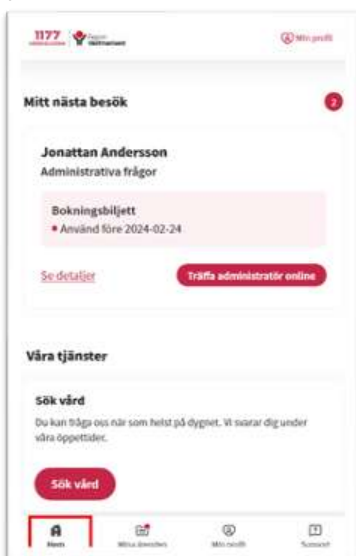 1177
Region
Västmanland
Min profil
Mitt nästa besök
2
Jonattan Andersson
Administrativa frågor
Bokningsbiljett
• Använd före 2024-02-24
Se detaljer
Träffa administratör online
Våra tjänster
Sök vård
Du kan fråga oss när som helst på dygnet. Vi svarar dig under
våra öppettider.
Sök vård
Hem
Mina ärenden
Min profil
Support